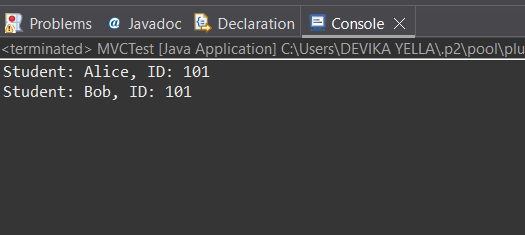 Problems @ Javadoc Declaration Console
<terminated> MVCTest [Java Application] C:\Users\DEVIKA YELLA\.p2\pool\plu
Student: Alice, ID: 101
Student: Bob, ID: 101